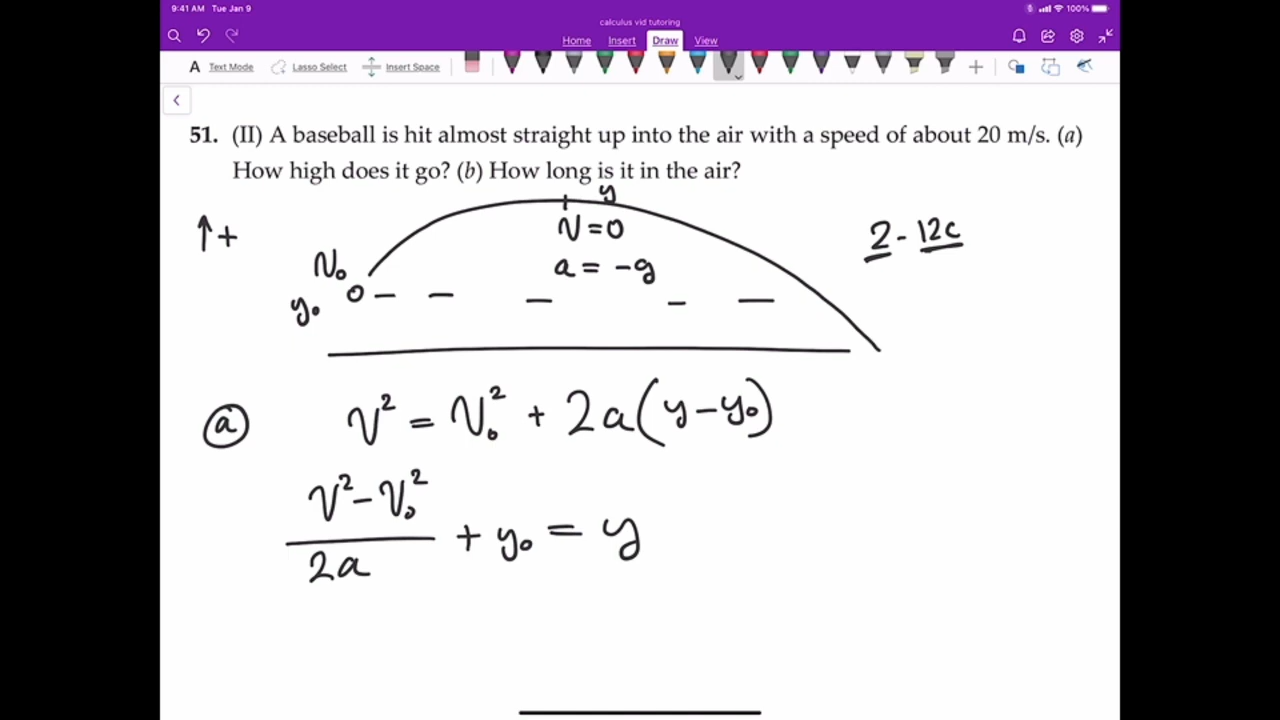 9:41 AM Tue Jan 9
100%
calculus vid tutoring
Home Insert Draw View
A Text Mode Lasso Select Insert Space
51. (II) A baseball is hit almost straight up into the air with a speed of about 20 m/s. (a)
How high does it go? (b) How long is it in the air?
y
↑+
v = 0
2 - 12c
v₀
a = -g
y₀
ⓐ v² = v₀² + 2a(y-y₀)
v² - v₀²
+ y₀ = y
2a